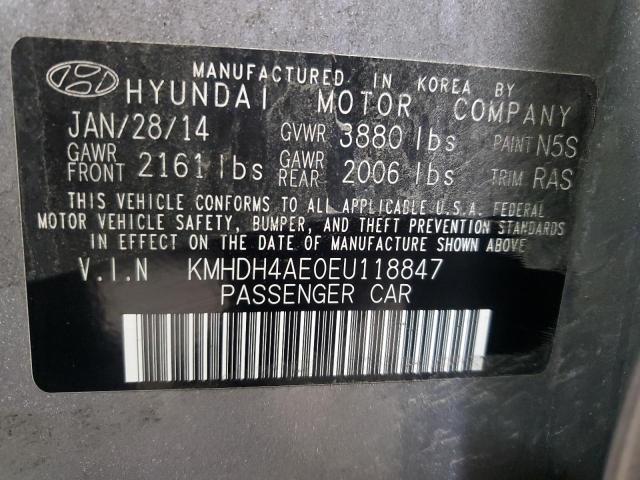 MANUFACTURED IN KOREA BY
HYUNDAI MOTOR COMPANY
JAN/28/14 GVWR 3880 lbs PAINT N5S
GAWR FRONT 2161 lbs GAWR REAR 2006 lbs TRIM RAS
THIS VEHICLE CONFORMS TO ALL APPLICABLE U.S.A. FEDERAL
MOTOR VEHICLE SAFETY, BUMPER, AND THEFT PREVENTION STANDARDS
IN EFFECT ON THE DATE OF MANUFACTURE SHOWN ABOVE.
V.I.N KMHDH4AE0EU118847
PASSENGER CAR